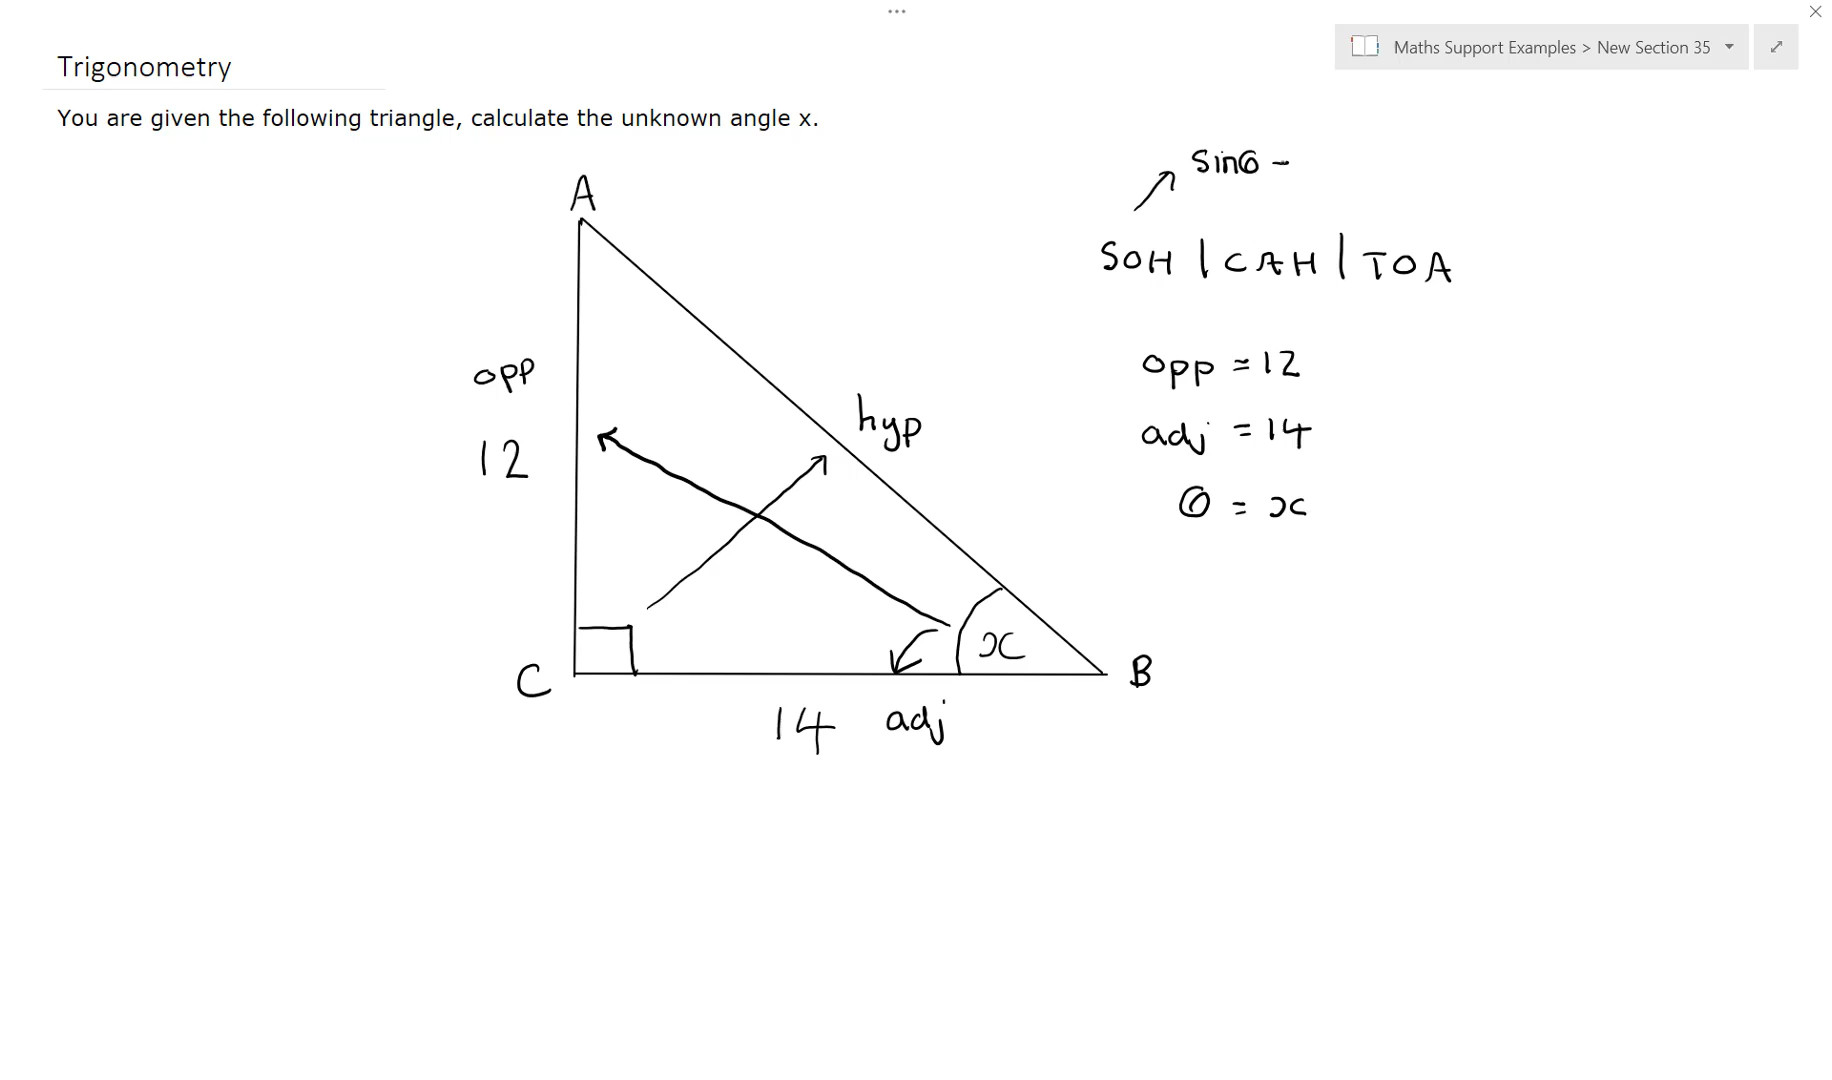 ...
Maths Support Examples > New Section 35
Trigonometry
You are given the following triangle, calculate the unknown angle x.
Sinθ -
A
SOH | CAH | TOA
opp
opp = 12
hyp
adj = 14
12
θ = x
x
C
B
14 adj